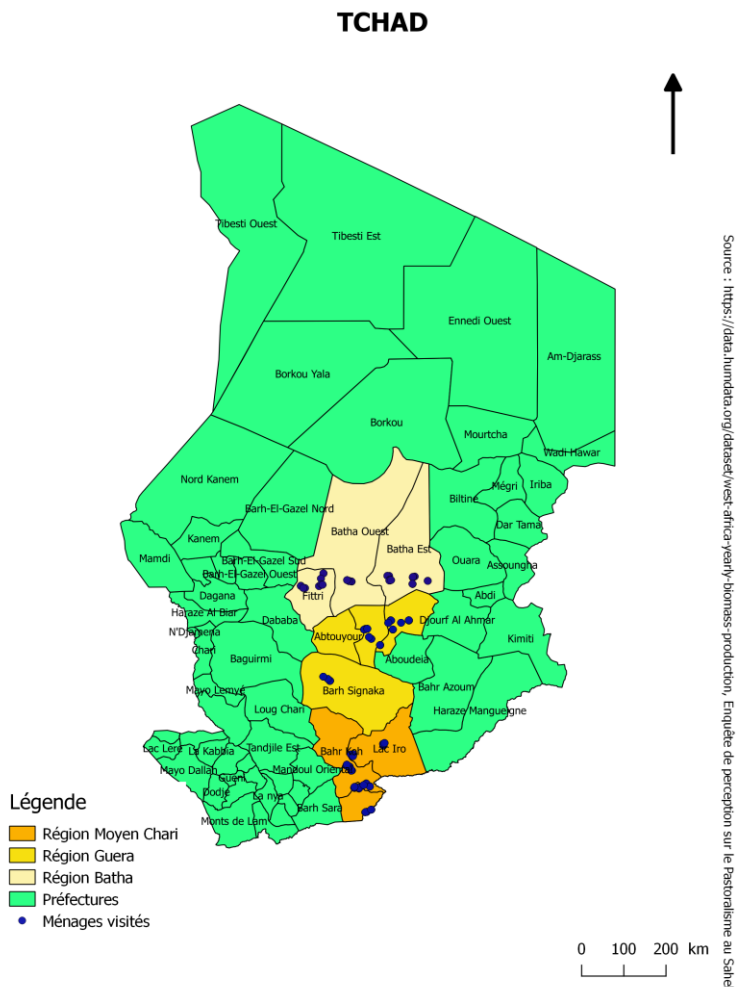 TCHAD
Tibesti Ouest
Tibesti Est
Ennedi Ouest
Am-Djarass
Borkou Yala
Borkou
Mourtcha
Wadi Hawar
Nord Kanem
Mégri
Iriba
Biltine
Barh-El-Gazel Nord
Dar Tama
Batha Ouest
Kanem
Batha Est
Mamdi
Barh-El-Gazel Sud
Ouara
Assoungha
Barh-El-Gazel Ouest
Dagana
Fittri
Abdi
Haraze Al Biar
Dababa
Djourf Al Ahmar
N'Djamena
Abtouyour
Kimiti
Chari
Baguirmi
Aboudeia
Mayo Lemyé
Barh Signaka
Bahr Azoum
Loug Chari
Haraze Mangueigne
Lac Léré
La Kabbia
Tandjile Est
Bahr Koh
Lac Iro
Mayo Dallah
Mandoul Oriental
Gueni
Dodjé
La nya
Monts de Lam
Barh Sara
Légende
Région Moyen Chari
Région Guera
Région Batha
Préfectures
Ménages visités
0 100 200 km
Source : https://data.humdata.org/dataset/west-africa-yearly-biomass-production, Enquête de perception sur le Pastoralisme au Sahel